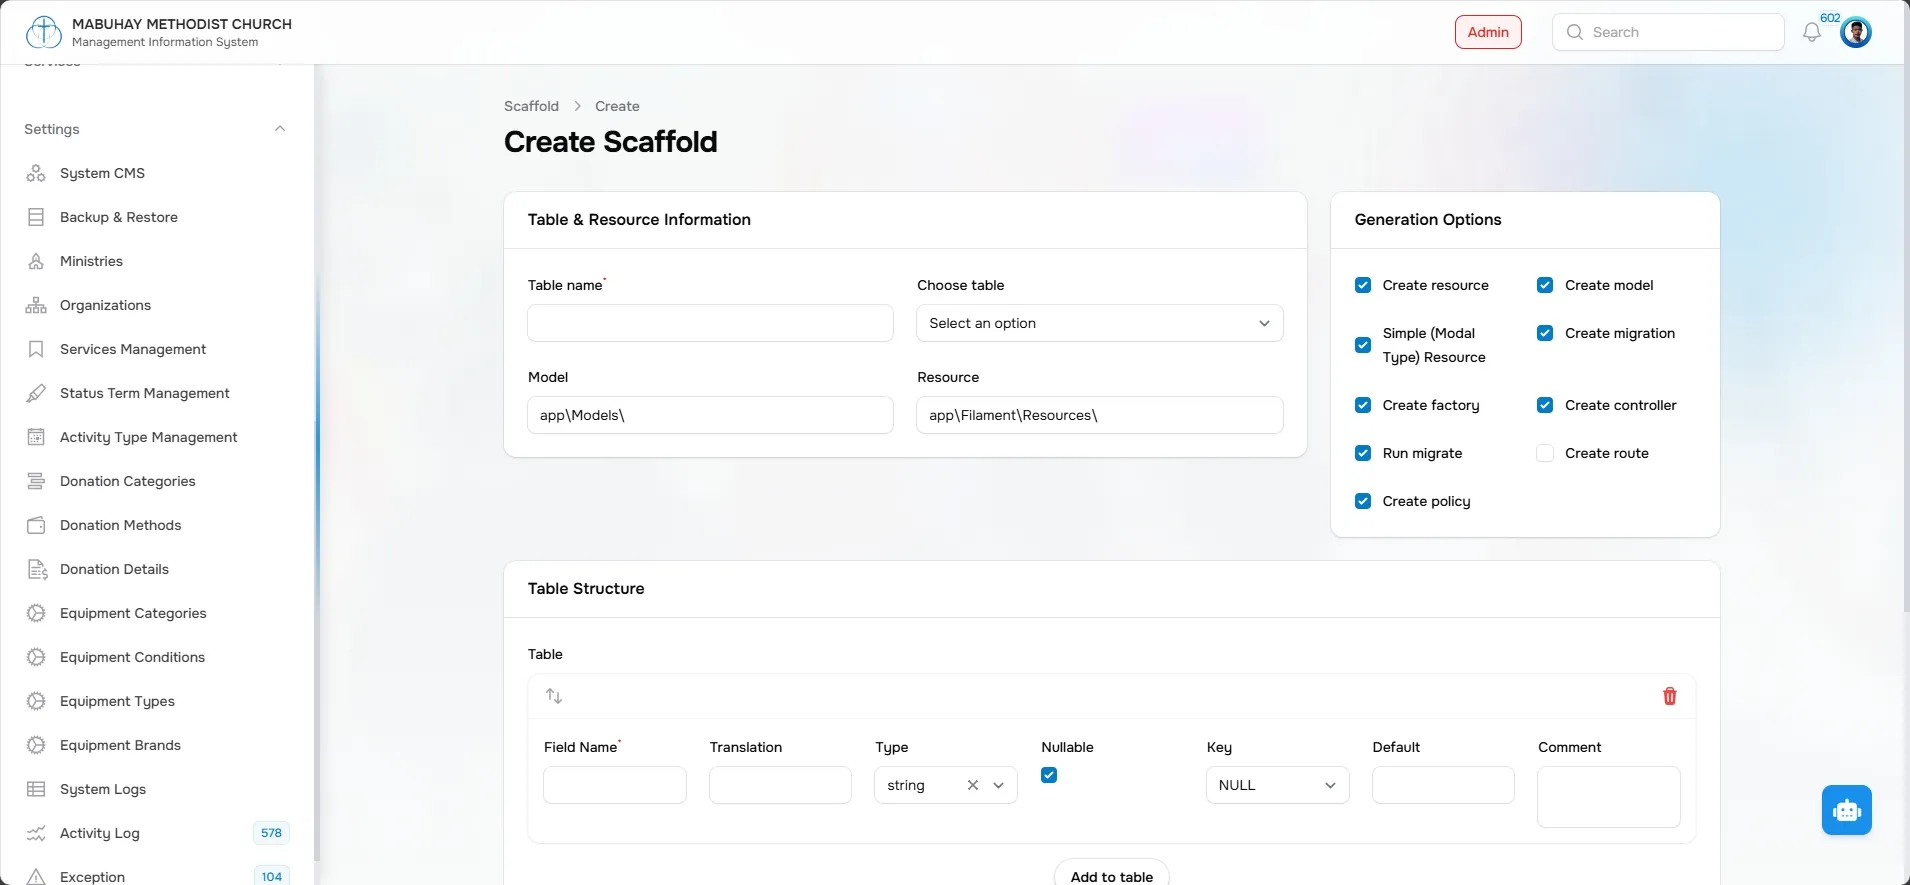 MABUHAY METHODIST CHURCH
Management Information System
Admin
Search
602
Services
Settings
System CMS
Backup & Restore
Ministries
Organizations
Services Management
Status Term Management
Activity Type Management
Donation Categories
Donation Methods
Donation Details
Equipment Categories
Equipment Conditions
Equipment Types
Equipment Brands
System Logs
Activity Log 578
Exception 104
Scaffold > Create
Create Scaffold
Table & Resource Information
Table name*
Choose table
Select an option
Model
Resource
app\Models\
app\Filament\Resources\
Generation Options
Create resource
Create model
Simple (Modal
Type) Resource
Create migration
Create factory
Create controller
Run migrate
Create route
Create policy
Table Structure
Table
Field Name*
Translation
Type
Nullable
Key
Default
Comment
string
NULL
Add to table